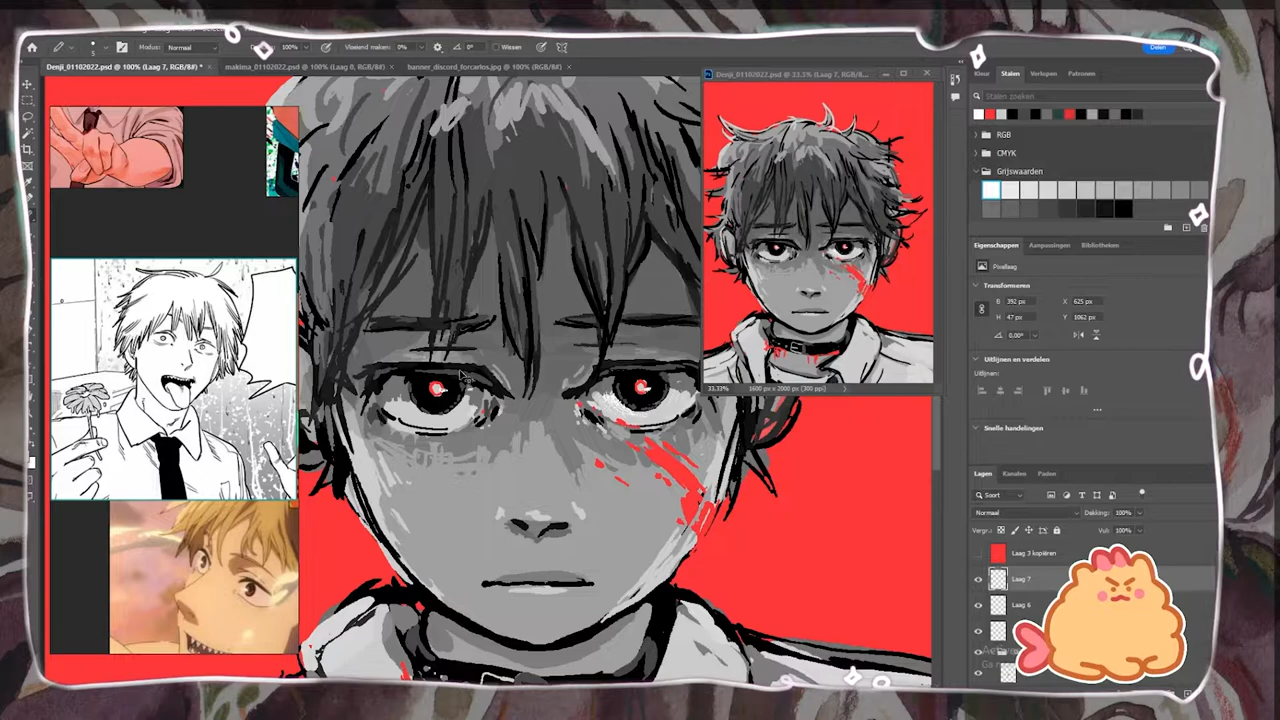 Modus: Normaal
100%
Vloeiend maken: 0%
0°
Wissen
Delen
Denji_01102022.psd @ 100% (Laag 7, RGB/8#) *
makima_01102022.psd @ 100% (Laag 0, RGB/8#)
banner_discord_forcarlos.psd @ 100% (RGB/8#)
Denji_01102022.psd @ 33,3% (Laag 7, RGB/8...
33,33%
1600 px x 2000 px (300 ppi)
Kleur
Stalen
Verlopen
Patronen
Stalen zoeken
RGB
CMYK
Grijswaarden
Eigenschappen
Aanpassingen
Bibliotheken
Pixellaag
Transformeren
B 392 px X 625 px
H 47 px Y 1062 px
0,00°
Uitlijnen en verdelen
Uitlijnen:
Snelle handelingen
Lagen
Kanalen
Paden
Soort
Normaal
Dekking: 100%
Vergr.:
Vul: 100%
Laag 3 kopiëren
Laag 7
Laag 6